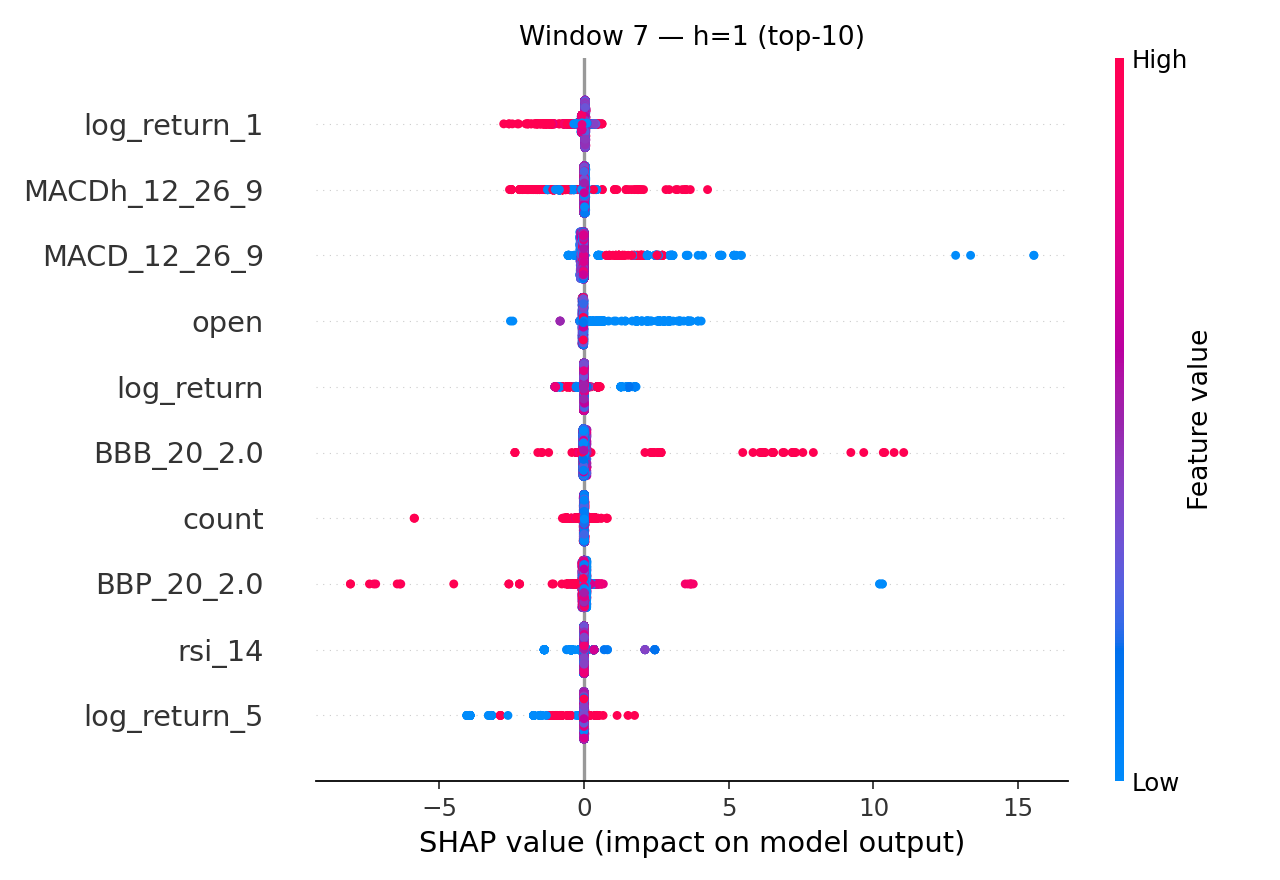 Window 7 — h=1 (top-10)
High
log_return_1
MACDh_12_26_9
MACD_12_26_9
open
log_return
BBB_20_2.0
count
BBP_20_2.0
rsi_14
log_return_5
Feature value
Low
−5
0
5
10
15
SHAP value (impact on model output)